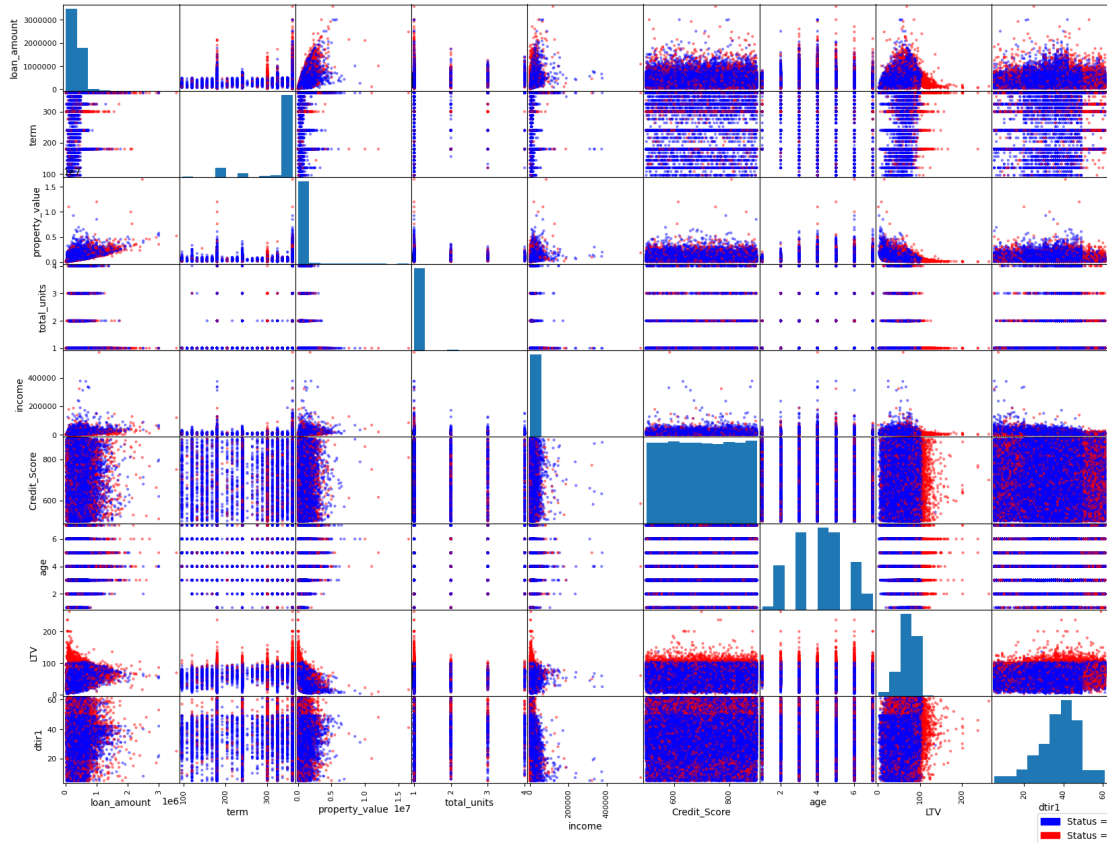 loan_amount
3000000
2000000
1000000
0
term
300
200
100
property_value
1.5
1.0
0.5
0.0
total_units
4
3
2
1
income
400000
200000
0
Credit_Score
800
600
age
6
4
2
LTV
200
100
0
dtir1
60
40
20
0 1 2 3 1e6
loan_amount
100 200 300
term
0.0 0.5 1.0 1.5 1e7
property_value
1 2 3 4
total_units
0 200000 400000
income
600 800
Credit_Score
2 4 6
age
0 100 200
LTV
20 40 60
dtir1
Status =
Status =